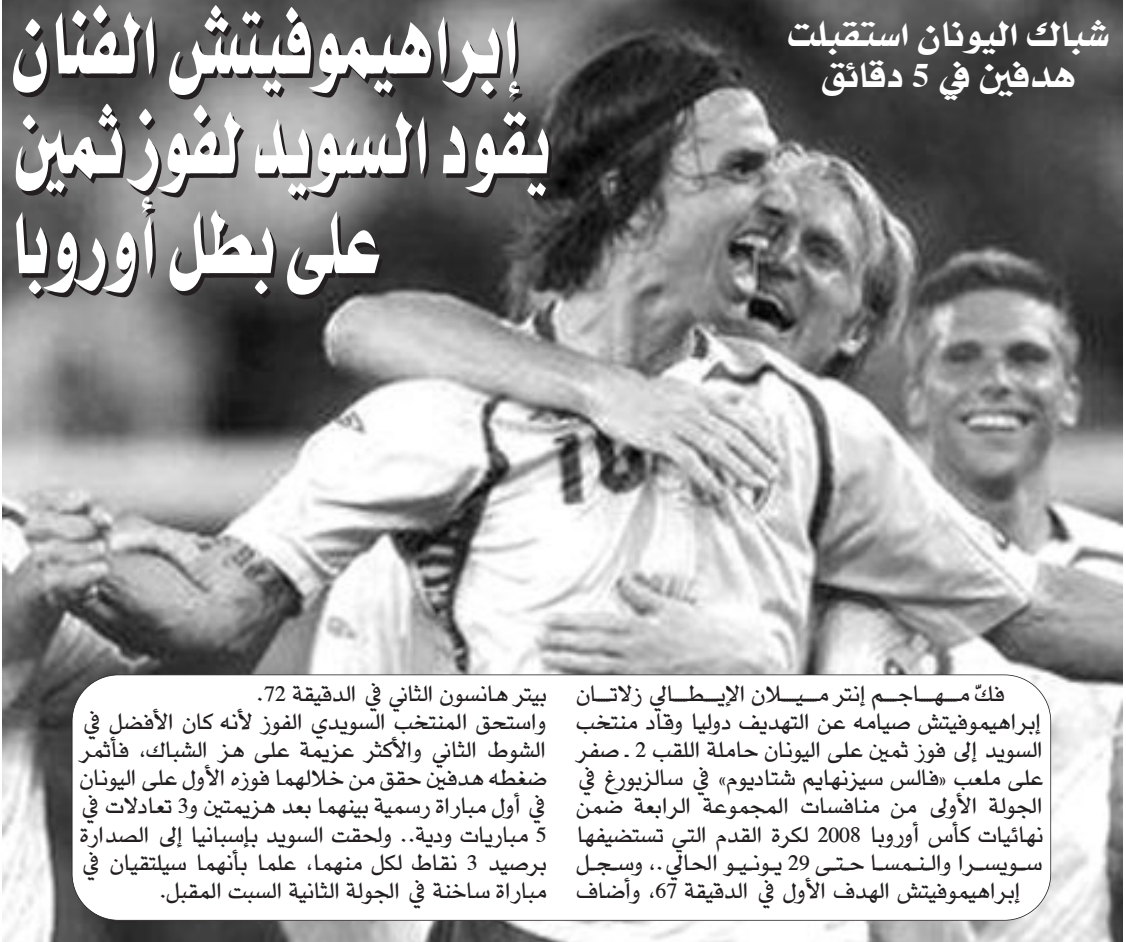 شباك اليونان استقبلت
هدفين في 5 دقائق
إبراهيموفيتش الفنان
يقود السويد لفوز ثمين
على بطل أوروبا
10
فكّ مهاجم إنتر ميلان الإيطالي زلاتان
إبراهيموفيتش صيامه عن التهديف دوليا وقاد منتخب
السويد إلى فوز ثمين على اليونان حاملة اللقب 2 ـ صفر
على ملعب «فالس سيزنهايم شتاديوم» في سالزبورغ في
الجولة الأولى من منافسات المجموعة الرابعة ضمن
نهائيات كأس أوروبا 2008 لكرة القدم التي تستضيفها
سويسرا والنمسا حتى 29 يونيو الحالي.، وسجل
إبراهيموفيتش الهدف الأول في الدقيقة 67، وأضاف
بيتر هانسون الثاني في الدقيقة 72.
واستحق المنتخب السويدي الفوز لأنه كان الأفضل في
الشوط الثاني والأكثر عزيمة على هز الشباك، فأثمر
ضغطه هدفين حقق من خلالهما فوزه الأول على اليونان
في أول مباراة رسمية بينهما بعد هزيمتين و3 تعادلات في
5 مباريات ودية.. ولحقت السويد بإسبانيا إلى الصدارة
برصيد 3 نقاط لكل منهما، علما بأنهما سيلتقيان في
مباراة ساخنة في الجولة الثانية السبت المقبل.